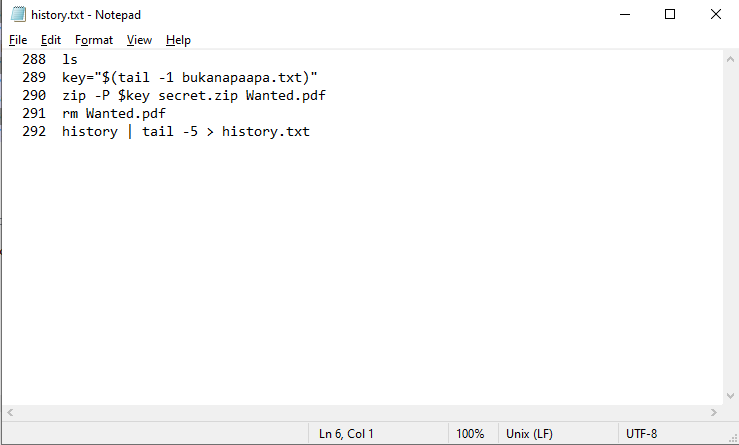 history.txt - Notepad
File Edit Format View Help
288 ls
289 key="$(tail -1 bukanapaapa.txt)"
290 zip -P $key secret.zip Wanted.pdf
291 rm Wanted.pdf
292 history | tail -5 > history.txt
Ln 6, Col 1 100% Unix (LF) UTF-8